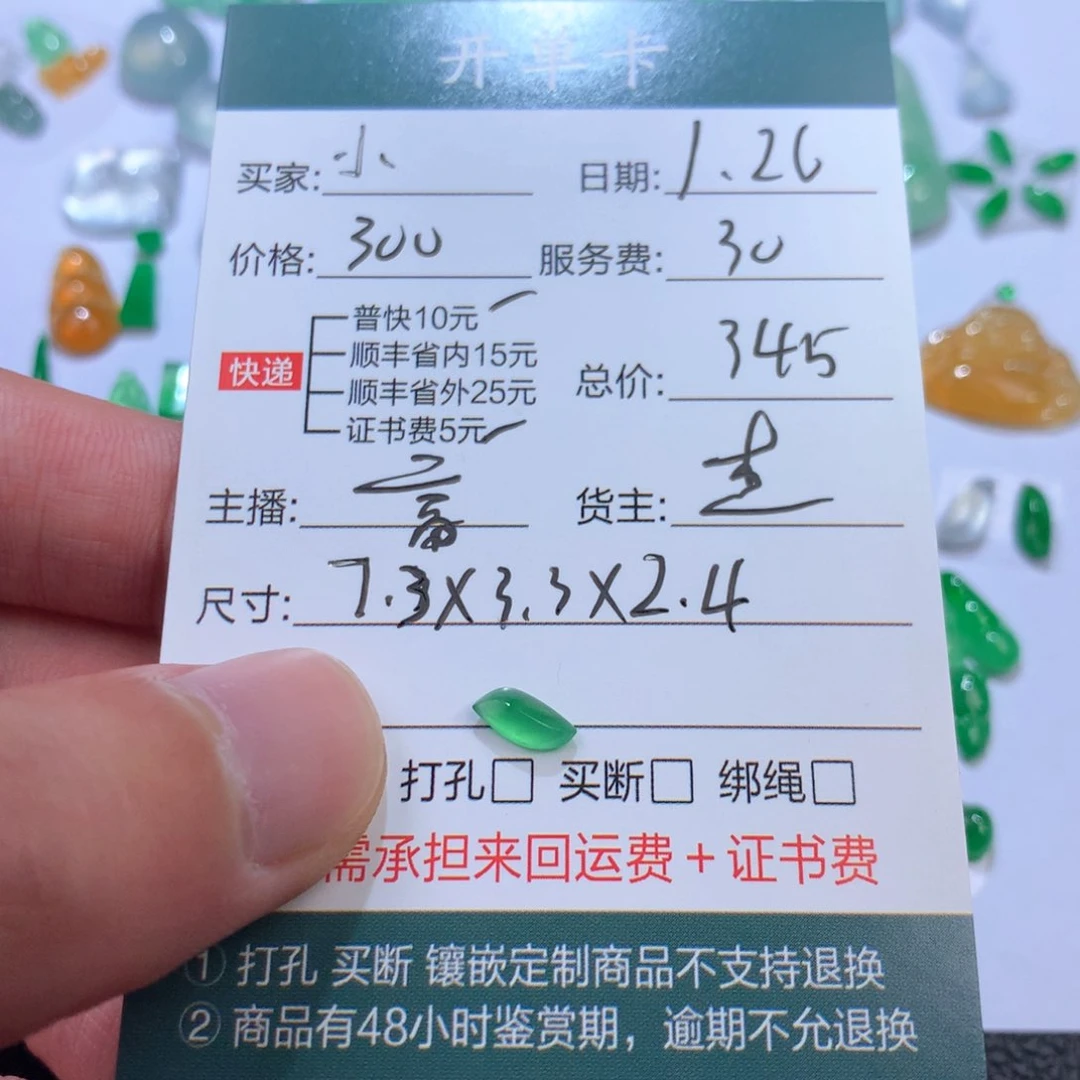 开单卡
买家: 小 日期: 1.26
价格: 300 服务费: 30
普快10元
快递 顺丰省内15元
顺丰省外25元 总价: 345
证书费5元
主播: 货主:
尺寸: 7.3X3.3X2.4
打孔□ 买断□ 绑绳□
需承担来回运费+证书费
① 打孔 买断 镶嵌定制商品不支持退换
② 商品有48小时鉴赏期，逾期不允退换